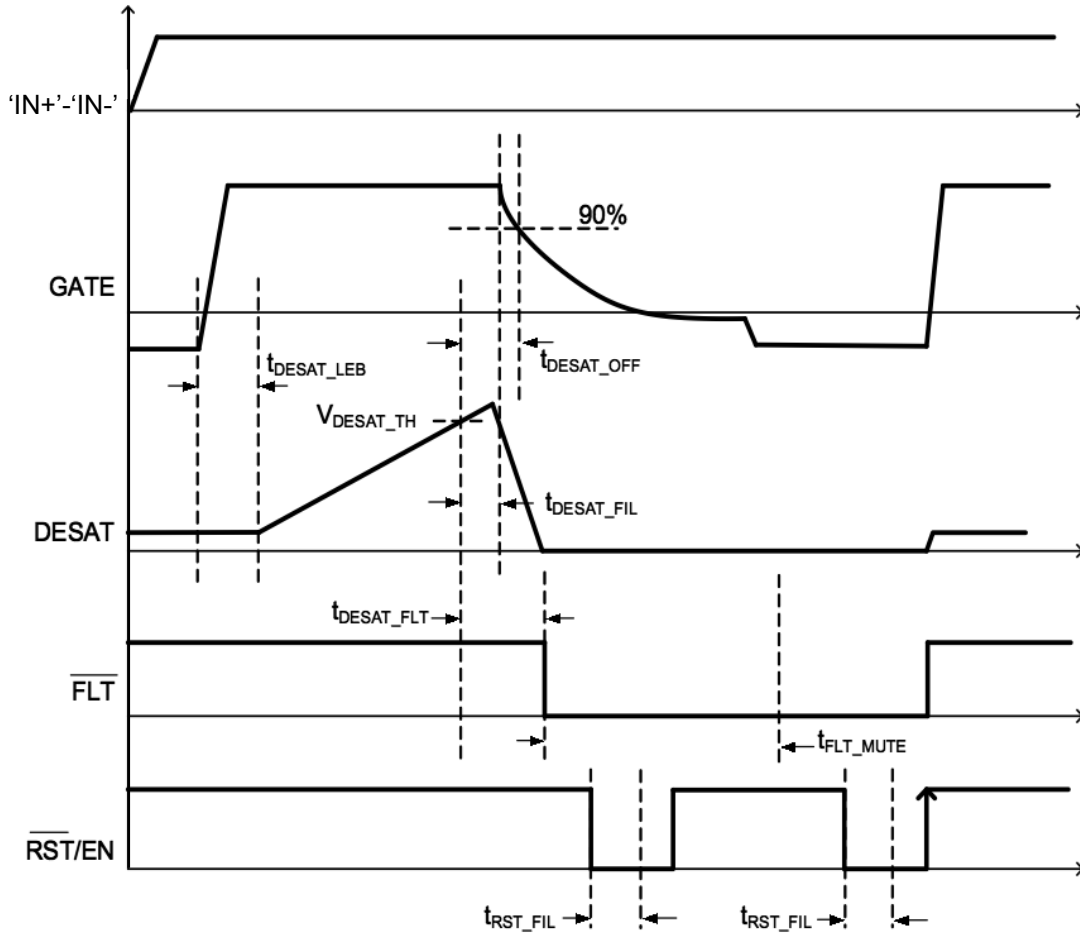 ‘IN+’-‘IN-’
90%
GATE
tDESAT_LEB
tDESAT_OFF
VDESAT_TH
tDESAT_FIL
DESAT
tDESAT_FLT
FLT
tFLT_MUTE
RST/EN
tRST_FIL
tRST_FIL